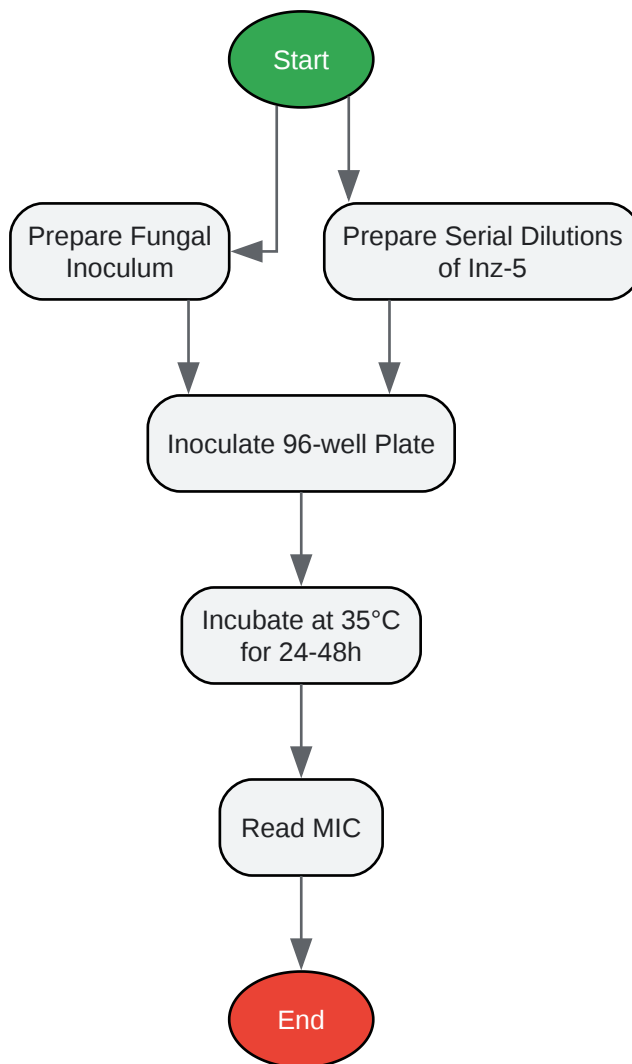 Start
Prepare Fungal
Inoculum
Prepare Serial Dilutions
of Inz-5
Inoculate 96-well Plate
Incubate at 35°C
for 24-48h
Read MIC
End